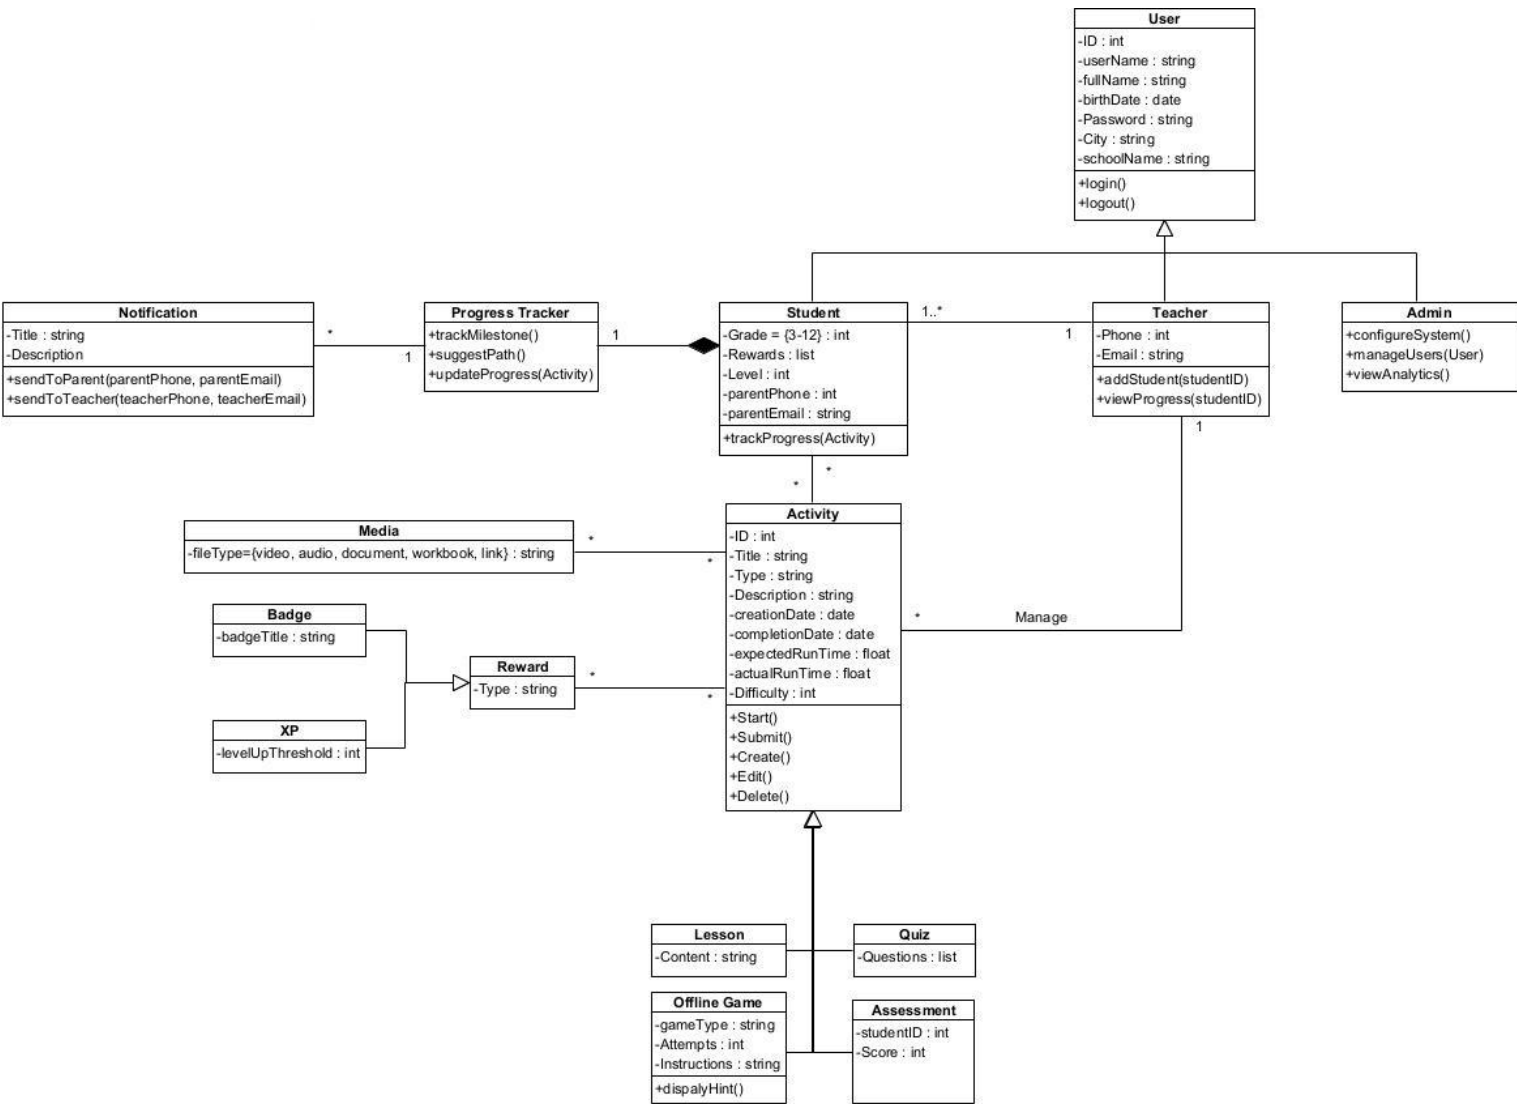 User
-ID : int
-userName : string
-fullName : string
-birthDate : date
-Password : string
-City : string
-schoolName : string
+login()
+logout()
Notification
-Title : string
-Description
+sendToParent(parentPhone, parentEmail)
+sendToTeacher(teacherPhone, teacherEmail)
*
1
Progress Tracker
+trackMilestone()
+suggestPath()
+updateProgress(Activity)
1
Student
-Grade = {3-12} : int
-Rewards : list
-Level : int
-parentPhone : int
-parentEmail : string
+trackProgress(Activity)
1..*
1
Teacher
-Phone : int
-Email : string
+addStudent(studentID)
+viewProgress(studentID)
1
Admin
+configureSystem()
+manageUsers(User)
+viewAnalytics()
*
*
Media
-fileType={video, audio, document, workbook, link} : string
*
*
Activity
-ID : int
-Title : string
-Type : string
-Description : string
-creationDate : date
-completionDate : date
-expectedRunTime : float
-actualRunTime : float
-Difficulty : int
+Start()
+Submit()
+Create()
+Edit()
+Delete()
*
Manage
Badge
-badgeTitle : string
Reward
-Type : string
*
*
XP
-levelUpThreshold : int
Lesson
-Content : string
Quiz
-Questions : list
Offline Game
-gameType : string
-Attempts : int
-Instructions : string
+dispalyHint()
Assessment
-studentID : int
-Score : int